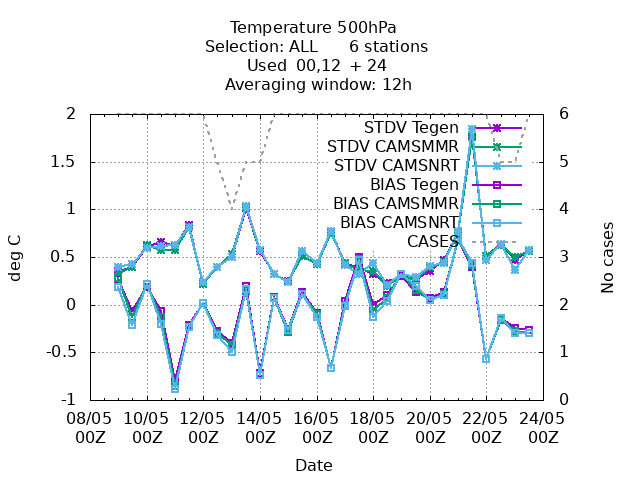 Temperature 500hPa
Selection: ALL 6 stations
Used 00,12 + 24
Averaging window: 12h
2
1.5
1
0.5
0
-0.5
-1
deg C
6
5
4
3
2
1
0
No cases
STDV Tegen
STDV CAMSMMR
STDV CAMSNRT
BIAS Tegen
BIAS CAMSMMR
BIAS CAMSNRT
CASES
08/05 10/05 12/05 14/05 16/05 18/05 20/05 22/05 24/05
00Z 00Z 00Z 00Z 00Z 00Z 00Z 00Z 00Z
Date